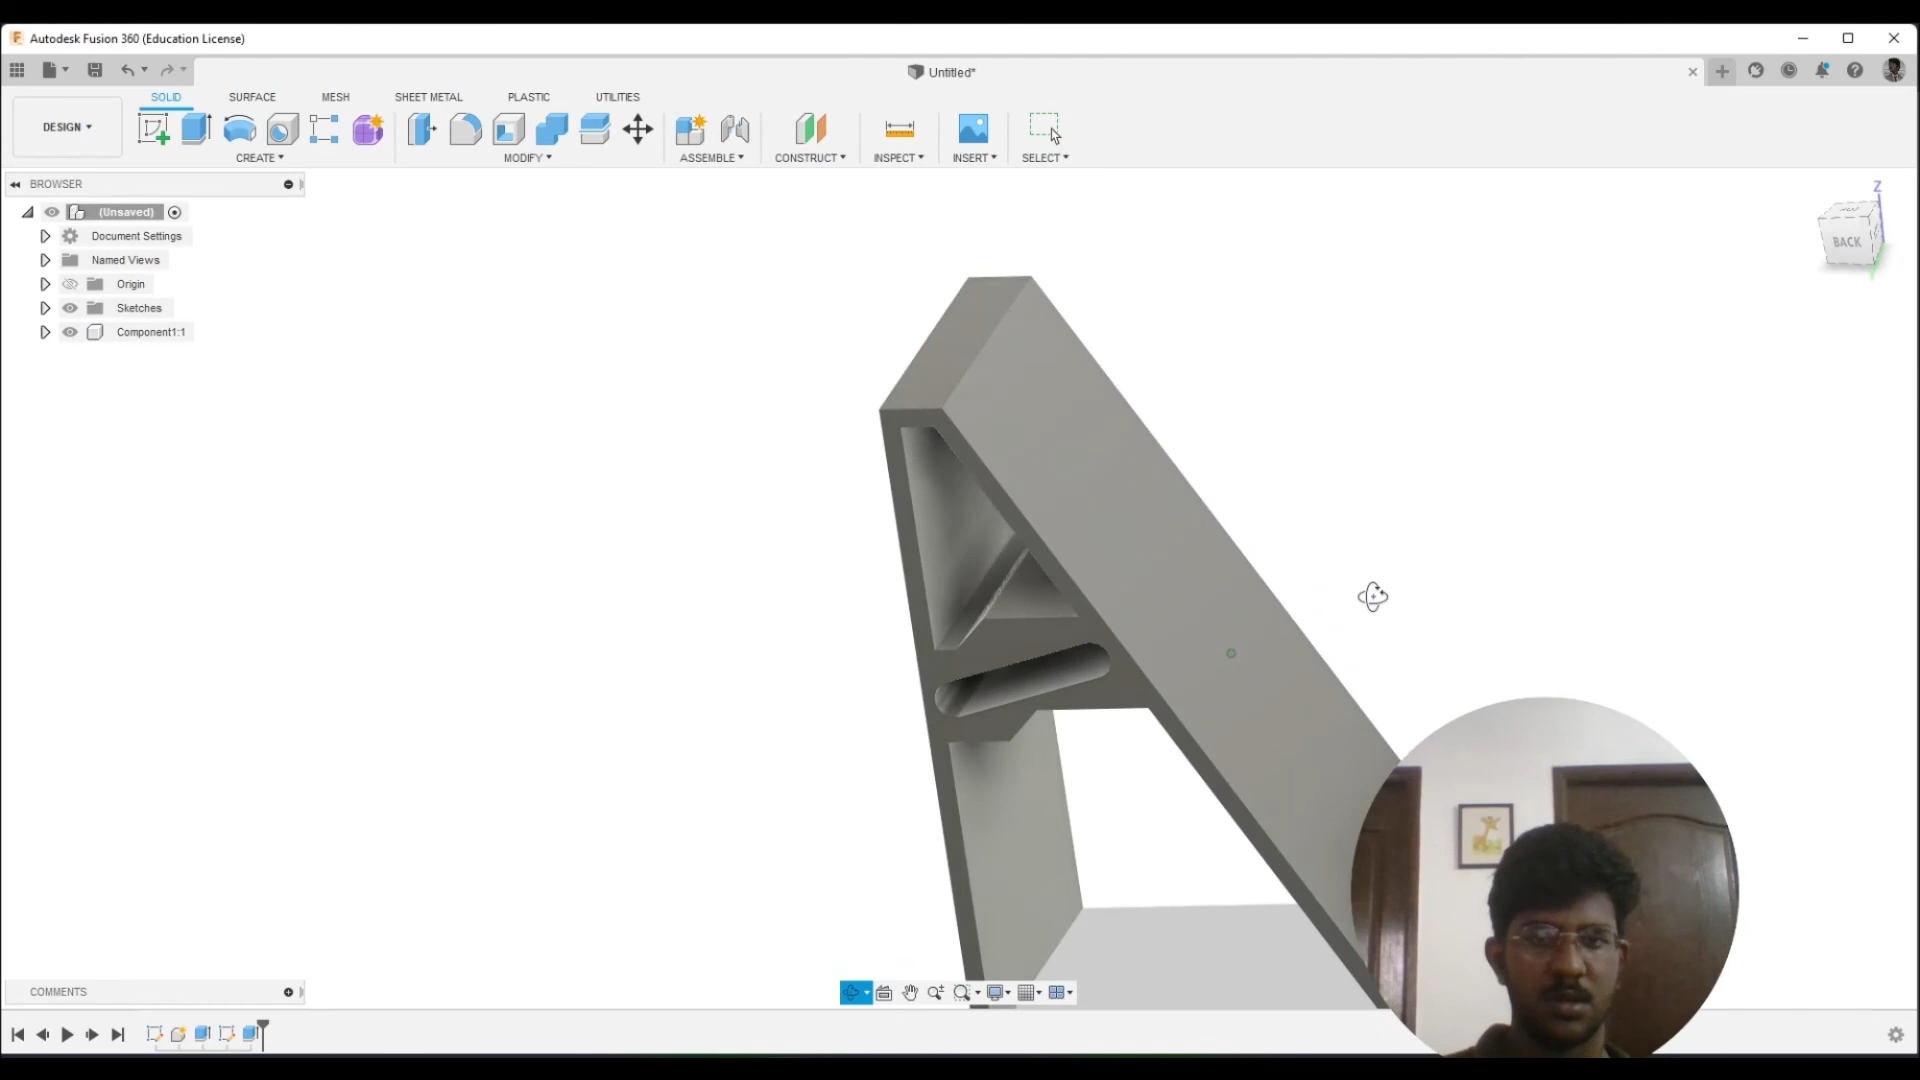 Autodesk Fusion 360 (Education License)
Untitled*
SOLID SURFACE MESH SHEET METAL PLASTIC UTILITIES
DESIGN
CREATE MODIFY ASSEMBLE CONSTRUCT INSPECT INSERT SELECT
BROWSER
Z
(Unsaved)
BACK
Document Settings
Named Views
Origin
Sketches
Component1:1
COMMENTS